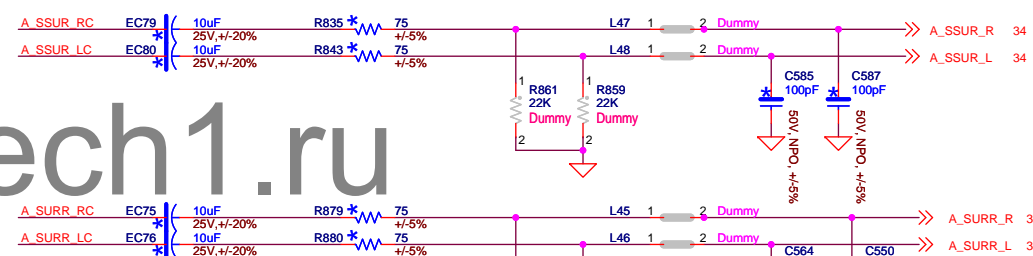 A_SSUR_RC EC79 10uF R835 * 75 L47 1 2 Dummy A_SSUR_R 34
* 25V,+/-20% +/-5%
A_SSUR_LC EC80 10uF R843 * 75 L48 1 2 Dummy A_SSUR_L 34
* 25V,+/-20% +/-5%
1 R861 1 R859 C585 C587
22K 22K * 100pF * 100pF
Dummy Dummy
2 2
50V, NPO, +/-5% 50V, NPO, +/-5%
ech1.ru
A_SURR_RC EC75 10uF R879 * 75 L45 1 2 Dummy A_SURR_R 3
* 25V,+/-20% +/-5%
A_SURR_LC EC76 10uF R880 * 75 L46 1 2 Dummy A_SURR_L 3
* 25V,+/-20% +/-5% C564 C550